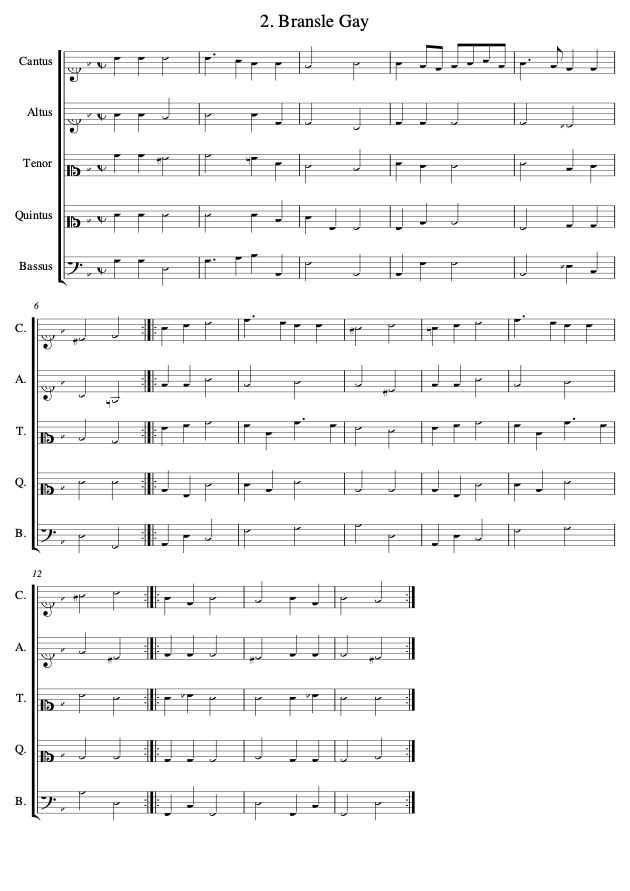 2. Bransle Gay
Cantus
Altus
Tenor
Quintus
Bassus
6
C.
A.
T.
Q.
B.
12
C.
A.
T.
Q.
B.